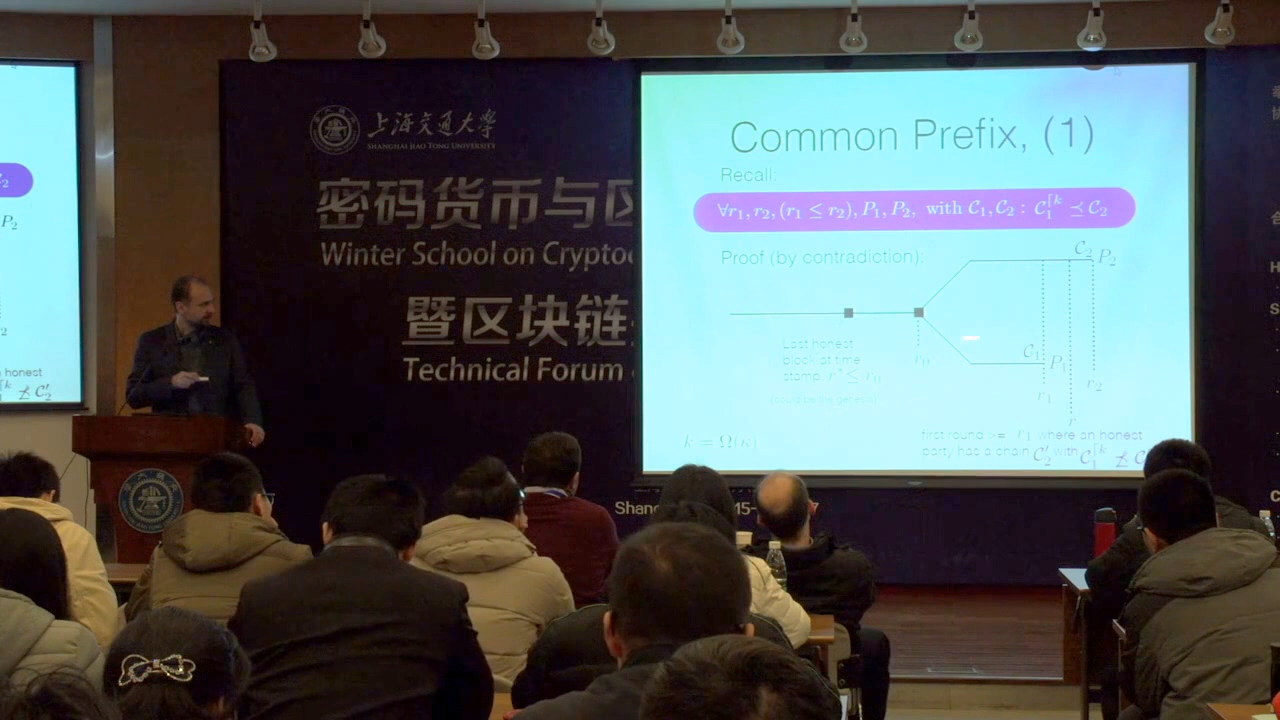 上海交通大学
SHANGHAI JIAO TONG UNIVERSITY
密码货币与区
Winter School on Cryptoc
暨区块链
Technical Forum
Common Prefix, (1)
Recall:
∀r₁, r₂, (r₁ ≤ r₂), P₁, P₂, with C₁, C₂ : C₁⌈ᵏ ⪯ C₂
Proof (by contradiction):
C₂ P₂
C₁ P₁
Last honest
block at time
stamp r* ≤ r₀
(could be the genesis)
r₀
r₁
r₂
r
k = Ω(κ)
first round >= r₁ where an honest
party has a chain C₂′ with C₁⌈ᵏ ⋠ C
P₂
honest
⌈ᵏ ⋠ C₂′
15-